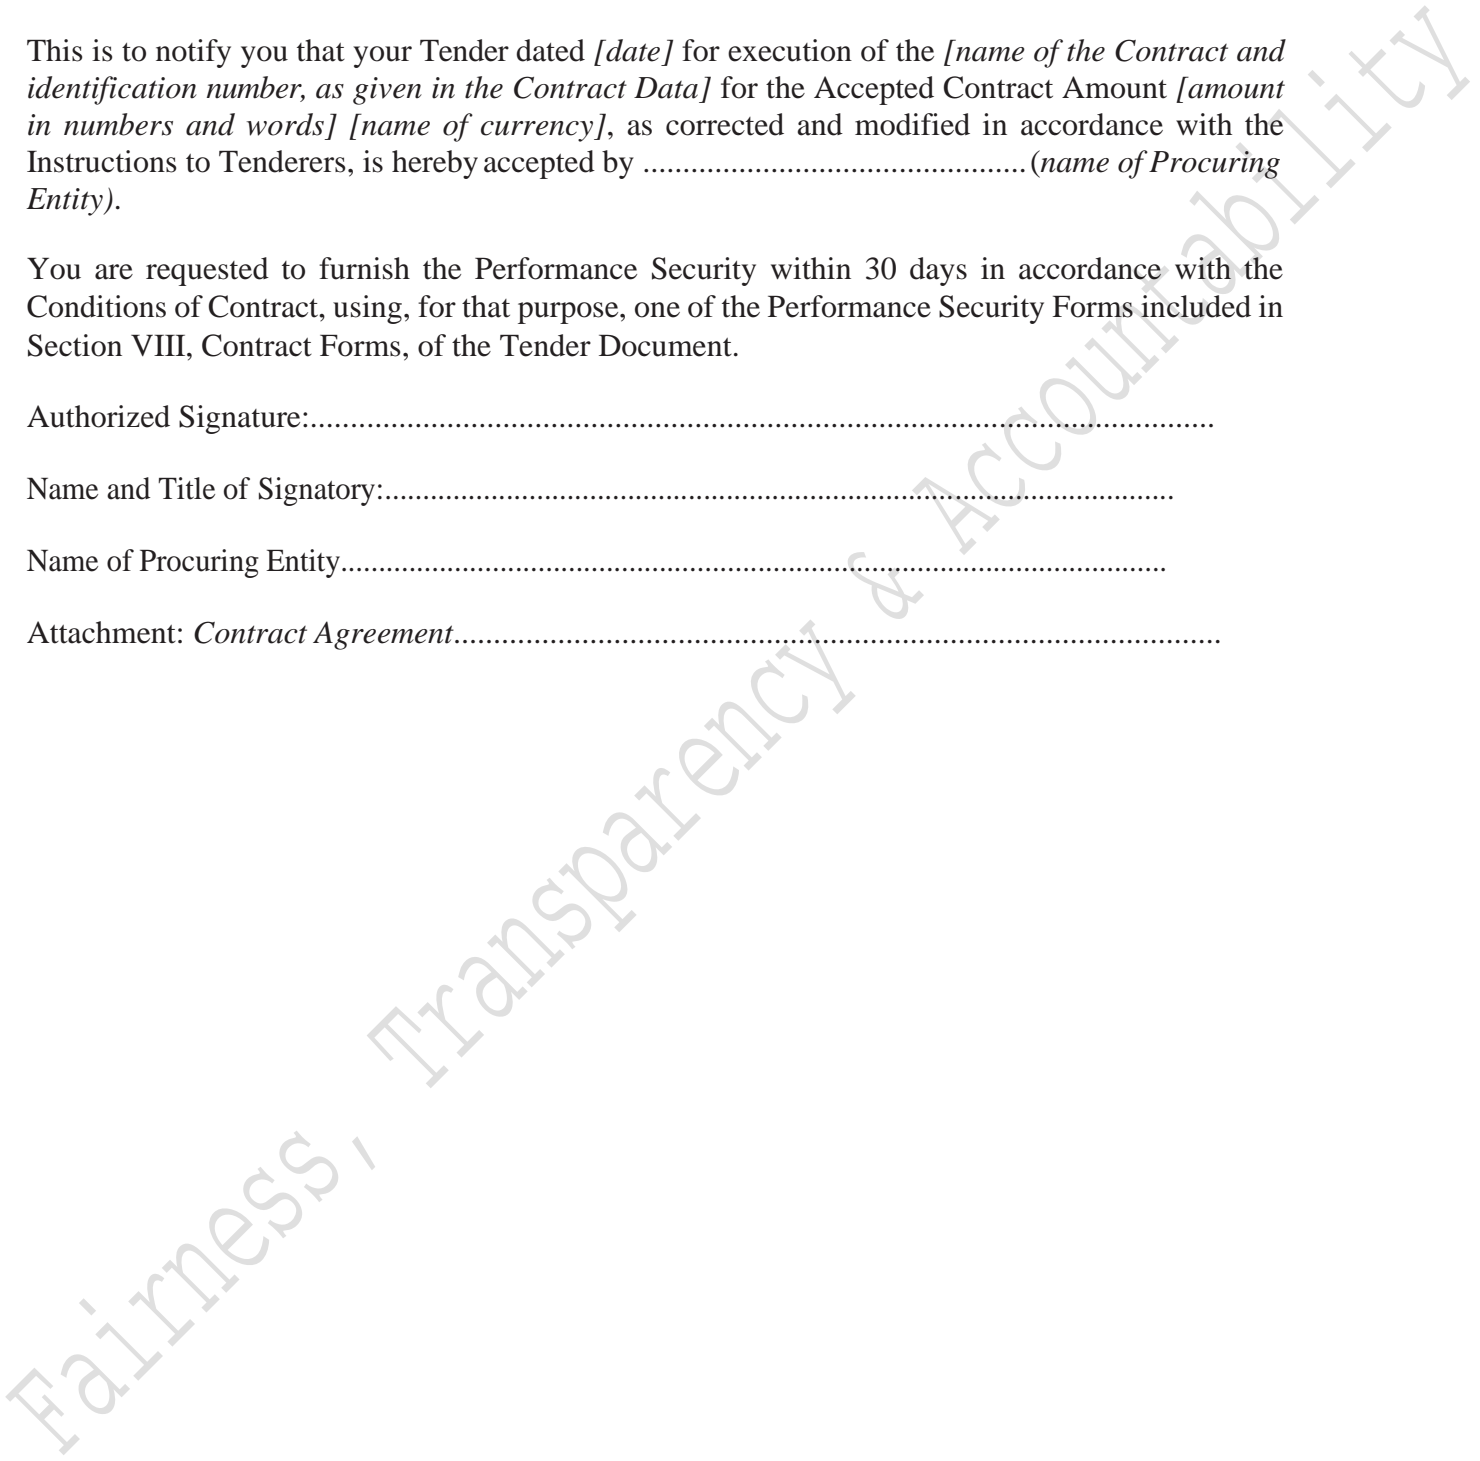 This is to notify you that your Tender dated [date] for execution of the [name of the Contract and
identification number, as given in the Contract Data] for the Accepted Contract Amount [amount
in numbers and words] [name of currency], as corrected and modified in accordance with the
Instructions to Tenderers, is hereby accepted by ................................................ (name of Procuring
Entity).
You are requested to furnish the Performance Security within 30 days in accordance with the
Conditions of Contract, using, for that purpose, one of the Performance Security Forms included in
Section VIII, Contract Forms, of the Tender Document.
Authorized Signature:.................................................................................................................
Name and Title of Signatory:.........................................................................................................
Name of Procuring Entity..............................................................................................................
Attachment: Contract Agreement................................................................................................
Fairness, Transparency & Accountability